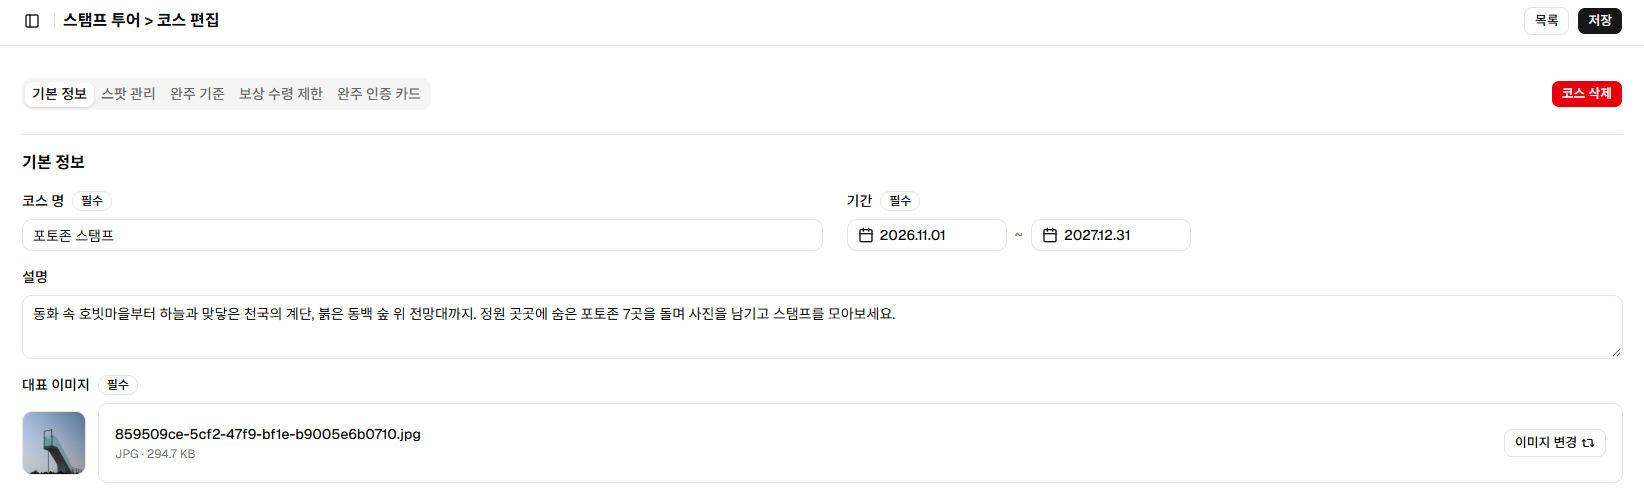 스탬프 투어 > 코스 편집
목록
저장
기본 정보
스팟 관리
완주 기준
보상 수령 제한
완주 인증 카드
코스 삭제
기본 정보
코스 명
필수
기간
필수
포토존 스탬프
2026.11.01
~
2027.12.31
설명
동화 속 호빗마을부터 하늘과 맞닿은 천국의 계단, 붉은 동백 숲 위 전망대까지. 정원 곳곳에 숨은 포토존 7곳을 돌며 사진을 남기고 스탬프를 모아보세요.
대표 이미지
필수
859509ce-5cf2-47f9-bf1e-b9005e6b0710.jpg
JPG · 294.7 KB
이미지 변경